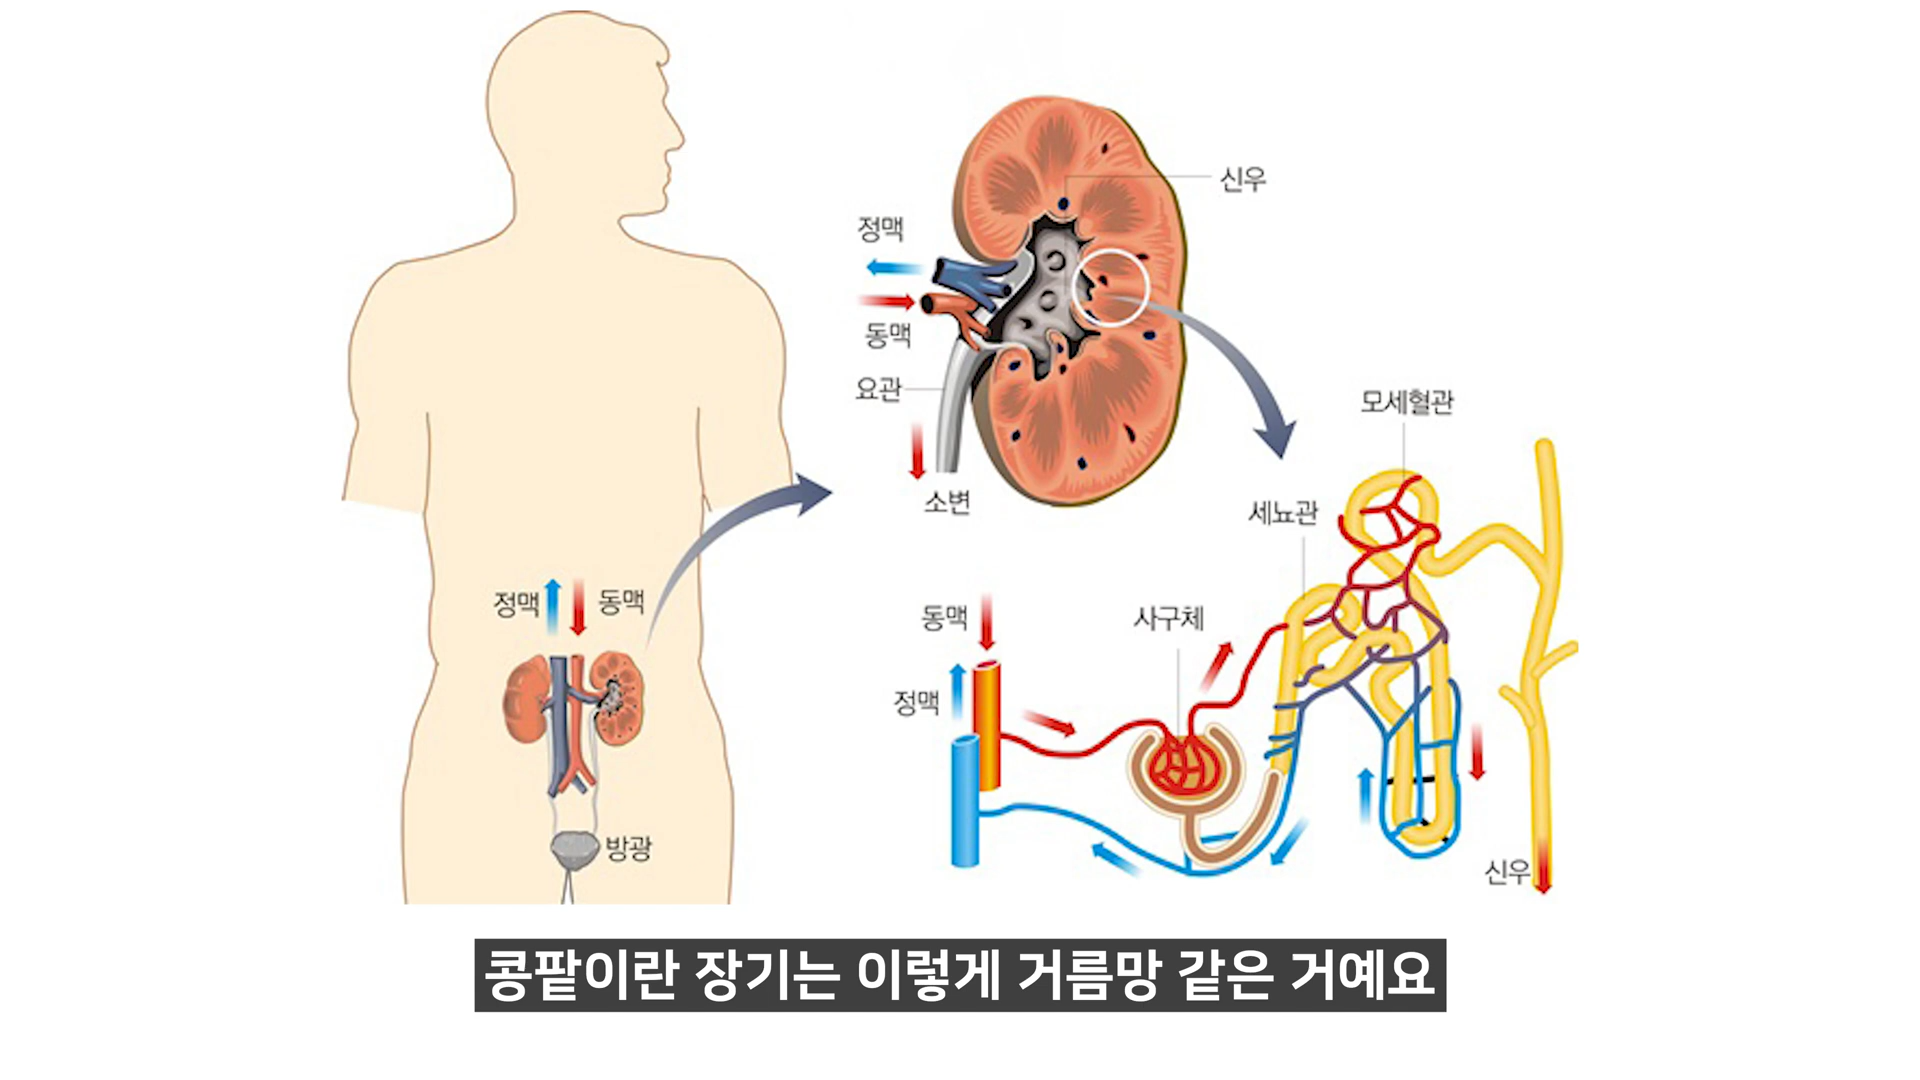 정맥
동맥
방광
신우
정맥
동맥
요관
소변
모세혈관
세뇨관
사구체
동맥
정맥
신우
콩팥이란 장기는 이렇게 거름망 같은 거예요